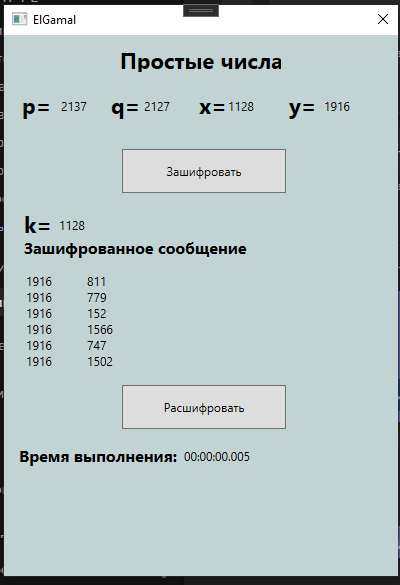 ElGamal
Простые числа
p= 2137 q= 2127 x= 1128 y= 1916
Зашифровать
k= 1128
Зашифрованное сообщение
1916 811
1916 779
1916 152
1916 1566
1916 747
1916 1502
Расшифровать
Время выполнения: 00:00:00.005